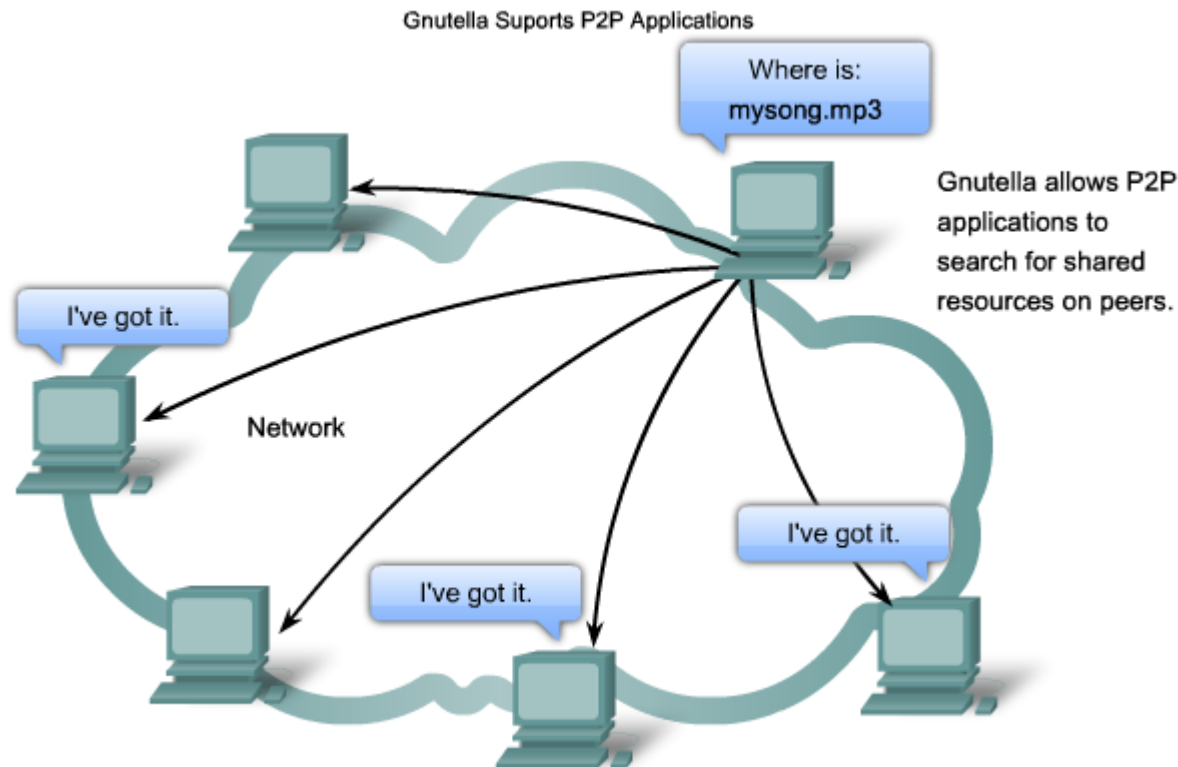 Gnutella Suports P2P Applications
Where is:
mysong.mp3
Gnutella allows P2P
applications to
search for shared
resources on peers.
I've got it.
Network
I've got it.
I've got it.